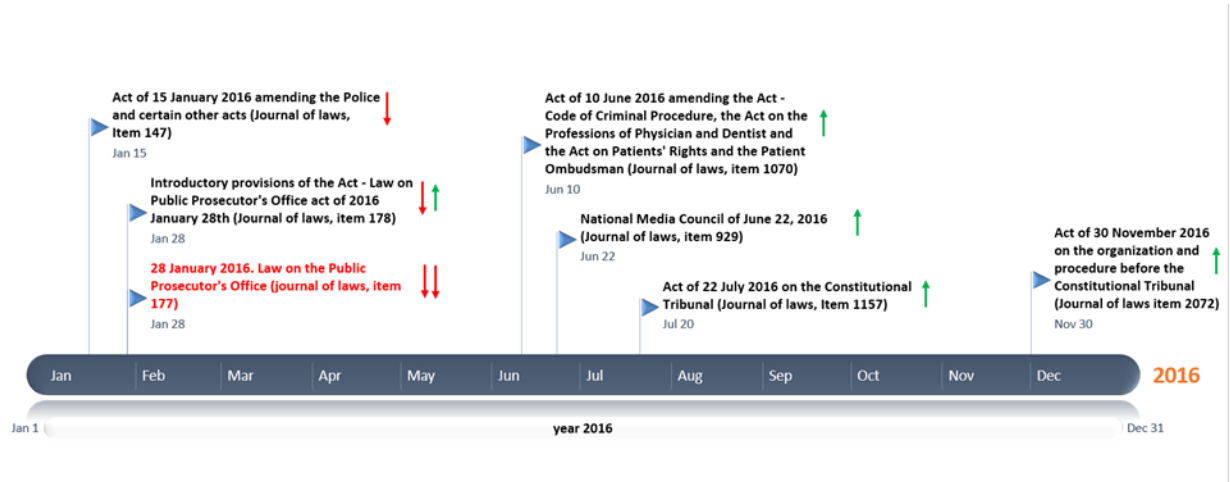 Act of 15 January 2016 amending the Police
and certain other acts (Journal of laws,
Item 147)
Jan 15
Introductory provisions of the Act - Law on
Public Prosecutor's Office act of 2016
January 28th (Journal of laws, item 178)
Jan 28
28 January 2016. Law on the Public
Prosecutor's Office (journal of laws, item
177)
Jan 28
Act of 10 June 2016 amending the Act -
Code of Criminal Procedure, the Act on the
Professions of Physician and Dentist and
the Act on Patients' Rights and the Patient
Ombudsman (Journal of laws, item 1070)
Jun 10
National Media Council of June 22, 2016
(Journal of laws, item 929)
Jun 22
Act of 22 July 2016 on the Constitutional
Tribunal (Journal of laws, Item 1157)
Jul 20
Act of 30 November 2016
on the organization and
procedure before the
Constitutional Tribunal
(Journal of laws item 2072)
Nov 30
Jan Feb Mar Apr May Jun Jul Aug Sep Oct Nov Dec 2016
Jan 1 year 2016 Dec 31